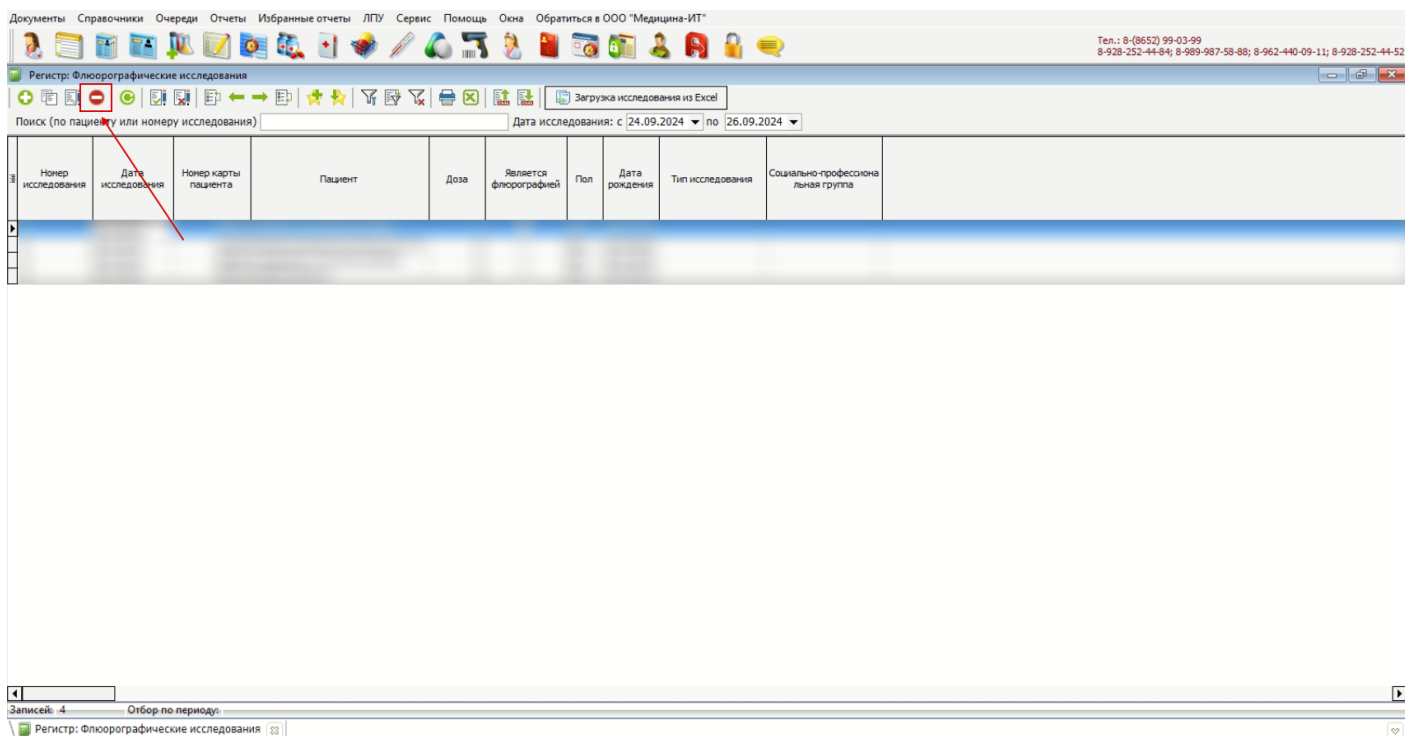 Документы Справочники Очереди Отчеты Избранные отчеты ЛПУ Сервис Помощь Окна Обратиться в ООО "Медицина-ИТ"
Тел.: 8-(8652) 99-03-99
8-928-252-44-84; 8-989-987-58-88; 8-962-440-09-11; 8-928-252-44-52
Регистр: Флюорографические исследования
Загрузка исследования из Excel
Поиск (по пациенту или номеру исследования) Дата исследования: с 24.09.2024 по 26.09.2024
Номер исследования
Дата исследования
Номер карты пациента
Пациент
Доза
Является флюрографией
Пол
Дата рождения
Тип исследования
Социально-профессиона
льная группа
Записей: 4 Отбор по периоду:
Регистр: Флюорографические исследования